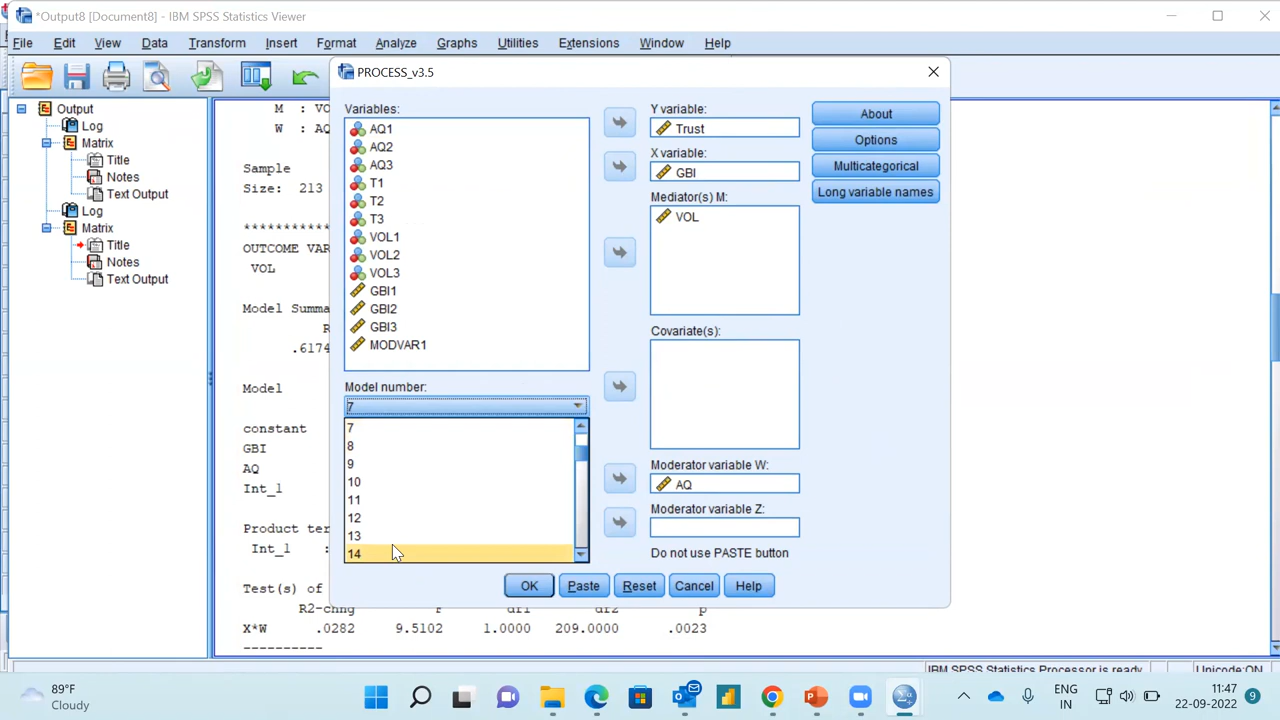 *Output8 [Document8] - IBM SPSS Statistics Viewer
File Edit View Data Transform Insert Format Analyze Graphs Utilities Extensions Window Help
PROCESS_v3.5
Output
Log
Matrix
Title
Notes
Text Output
Log
Matrix
Title
Notes
Text Output
M : VO
W : AQ
Sample
Size: 213
OUTCOME VAR
VOL
Model Summa
R
.6174
Model
constant
GBI
AQ
Int_1
Product ter
Int_1 :
Test(s) of
R2-chng F df1 df2 p
X*W .0282 9.5102 1.0000 209.0000 .0023
----------
Variables:
AQ1
AQ2
AQ3
T1
T2
T3
VOL1
VOL2
VOL3
GBI1
GBI2
GBI3
MODVAR1
Model number:
7
7
8
9
10
11
12
13
14
Y variable:
Trust
X variable:
GBI
Mediator(s) M:
VOL
Covariate(s):
Moderator variable W:
AQ
Moderator variable Z:
Do not use PASTE button
About
Options
Multicategorical
Long variable names
OK Paste Reset Cancel Help
IBM SPSS Statistics Processor is ready Unicode:ON
89°F
Cloudy
ENG
IN
11:47
22-09-2022
9